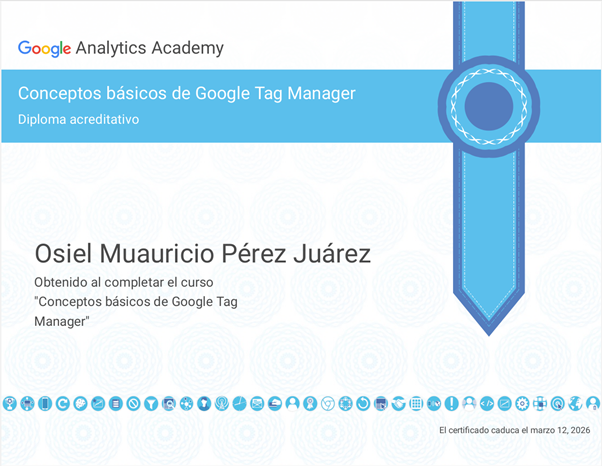 Google Analytics Academy
Conceptos básicos de Google Tag Manager
Diploma acreditativo
Osiel Muauricio Pérez Juárez
Obtenido al completar el curso
"Conceptos básicos de Google Tag
Manager"
El certificado caduca el marzo 12, 2026